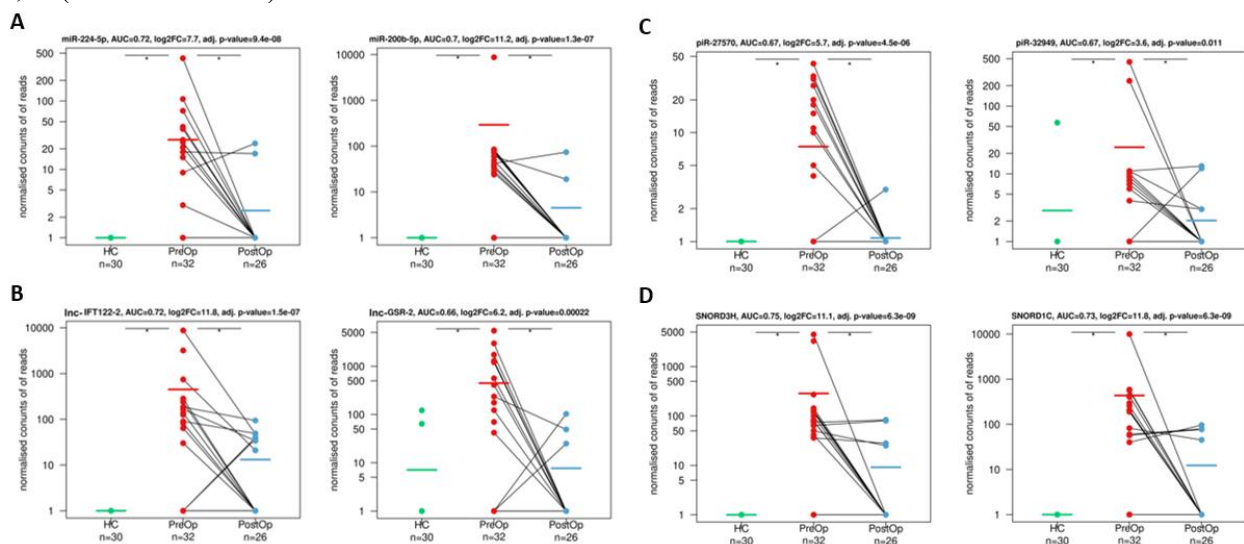 A
miR-224-5p, AUC=0.72, log2FC=7.7, adj. p-value=9.4e-08
normalised conunts of of reads
500
200
100
50
20
10
5
2
1
*
*
HC
PreOp
PostOp
n=30
n=32
n=26
miR-200b-5p, AUC=0.7, log2FC=11.2, adj. p-value=1.3e-07
normalised conunts of of reads
10000
1000
100
10
1
*
*
HC
PreOp
PostOp
n=30
n=32
n=26
C
piR-27570, AUC=0.67, log2FC=5.7, adj. p-value=4.5e-06
normalised conunts of of reads
50
20
10
5
2
1
*
*
HC
PreOp
PostOp
n=30
n=32
n=26
piR-32949, AUC=0.67, log2FC=3.6, adj. p-value=0.011
normalised conunts of of reads
500
200
100
50
20
10
5
2
1
*
*
HC
PreOp
PostOp
n=30
n=32
n=26
B
lnc-IFT122-2, AUC=0.72, log2FC=11.8, adj. p-value=1.5e-07
normalised conunts of of reads
10000
1000
100
10
1
*
*
HC
PreOp
PostOp
n=30
n=32
n=26
lnc-GSR-2, AUC=0.66, log2FC=6.2, adj. p-value=0.00022
normalised conunts of of reads
5000
1000
500
100
50
10
5
1
*
*
HC
PreOp
PostOp
n=30
n=32
n=26
D
SNORD3H, AUC=0.75, log2FC=11.1, adj. p-value=6.3e-09
normalised conunts of of reads
5000
1000
500
100
50
10
5
1
*
*
HC
PreOp
PostOp
n=30
n=32
n=26
SNORD1C, AUC=0.73, log2FC=11.8, adj. p-value=6.3e-09
normalised conunts of of reads
10000
1000
100
10
1
*
*
HC
PreOp
PostOp
n=30
n=32
n=26